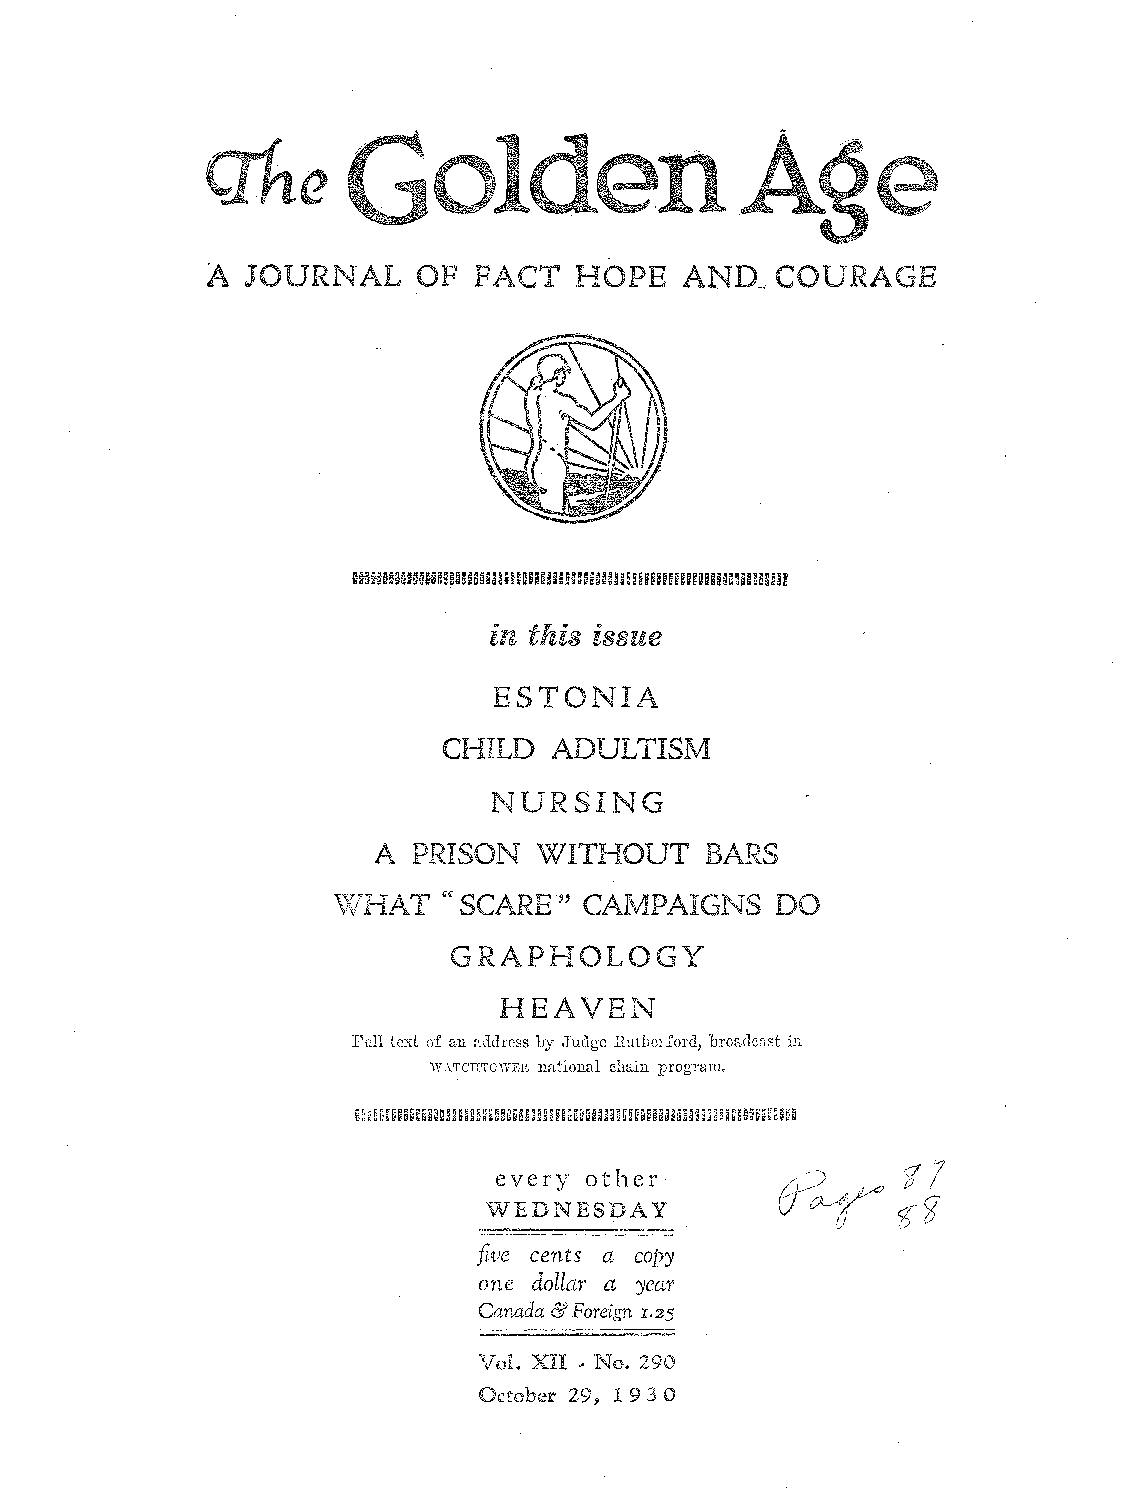 The Golden Age
A JOURNAL OF FACT HOPE AND COURAGE
in this issue
ESTONIA
CHILD ADULTISM
NURSING
A PRISON WITHOUT BARS
WHAT "SCARE" CAMPAIGNS DO
GRAPHOLOGY
HEAVEN
Full text of an address by Judge Rutherford, broadcast in
WATCHTOWER national chain program.
every other
WEDNESDAY
Pages 87
88
five cents a copy
one dollar a year
Canada & Foreign 1.25
Vol. XII - No. 290
October 29, 1930